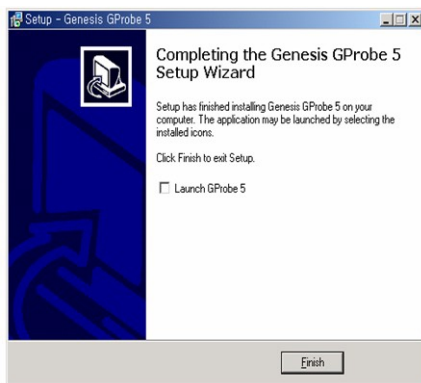 Setup - Genesis GProbe 5
Completing the Genesis GProbe 5
Setup Wizard
Setup has finished installing Genesis GProbe 5 on your
computer. The application may be launched by selecting the
installed icons.
Click Finish to exit Setup.
Launch GProbe 5
Finish